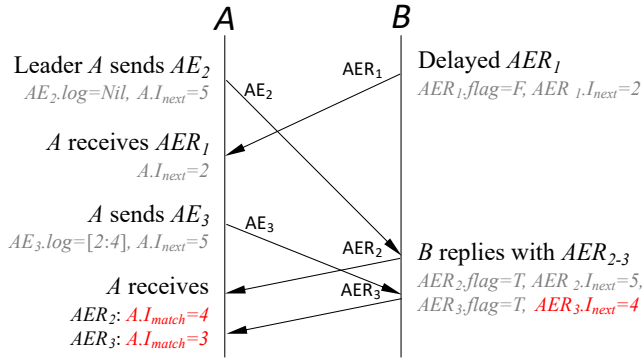 A
B
Leader A sends AE2
AE2.log=Nil, A.Inext=5
AE2
AER1
Delayed AER1
AER1.flag=F, AER 1.Inext=2
A receives AER1
A.Inext=2
A sends AE3
AE3.log=[2:4], A.Inext=5
AE3
AER2
B replies with AER2-3
AER2.flag=T, AER 2.Inext=5,
AER3.flag=T, AER3.Inext=4
A receives
AER2: A.Imatch=4
AER3: A.Imatch=3
AER3